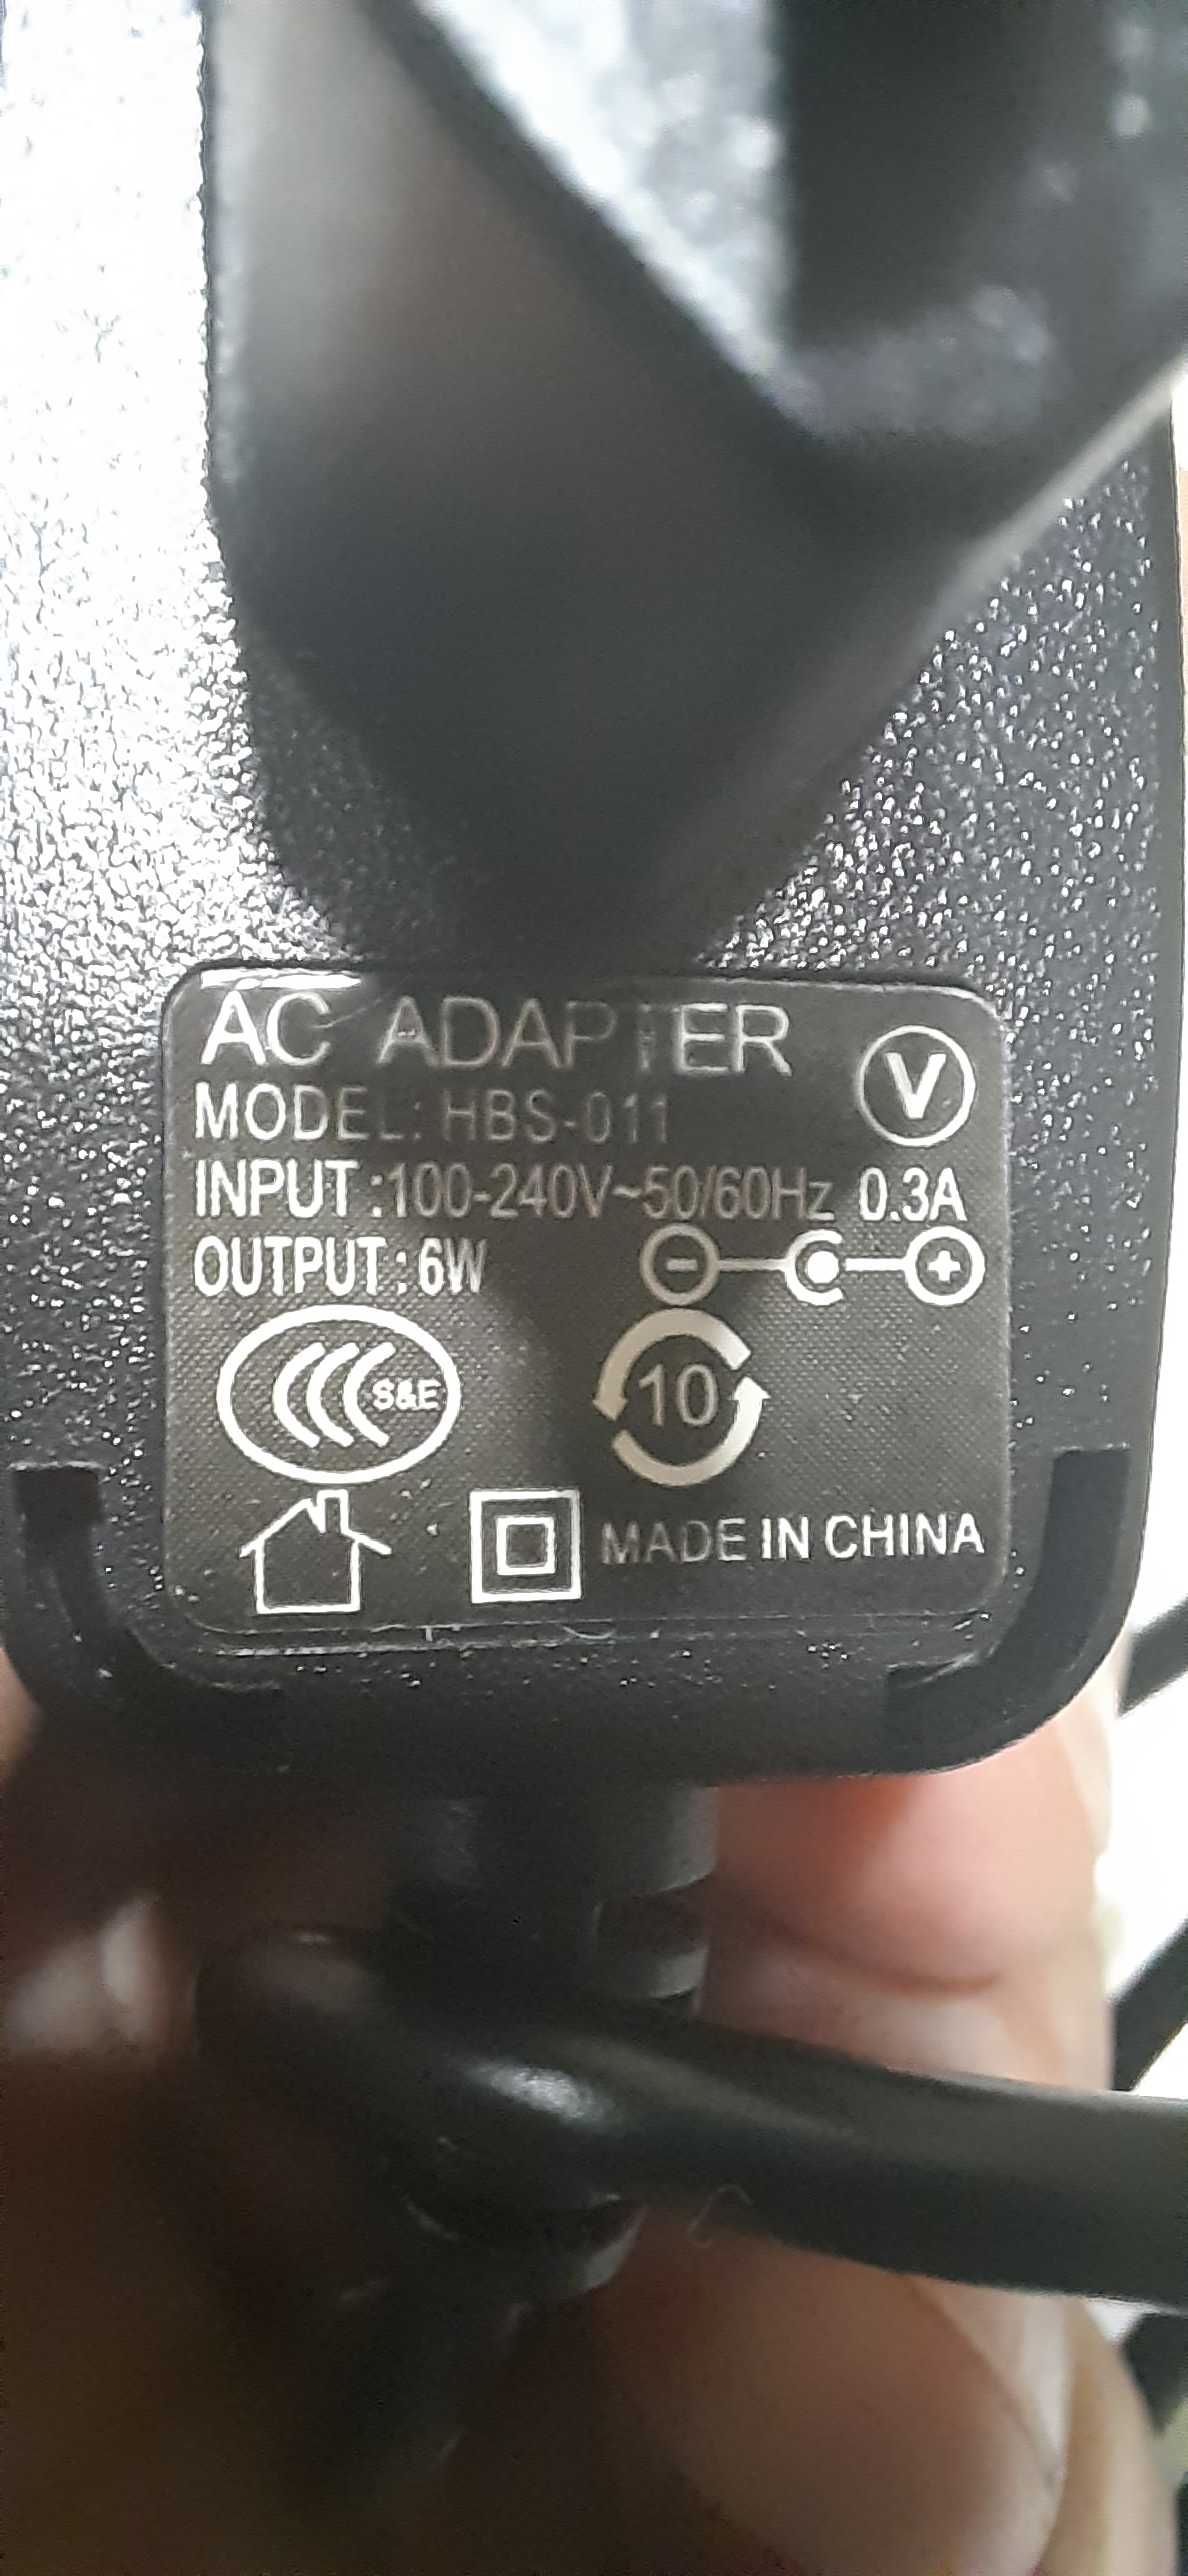 AC ADAPTER
V
MODEL: HBS-011
INPUT :100-240V~50/60Hz 0.3A
OUTPUT : 6W
S&E
10
MADE IN CHINA